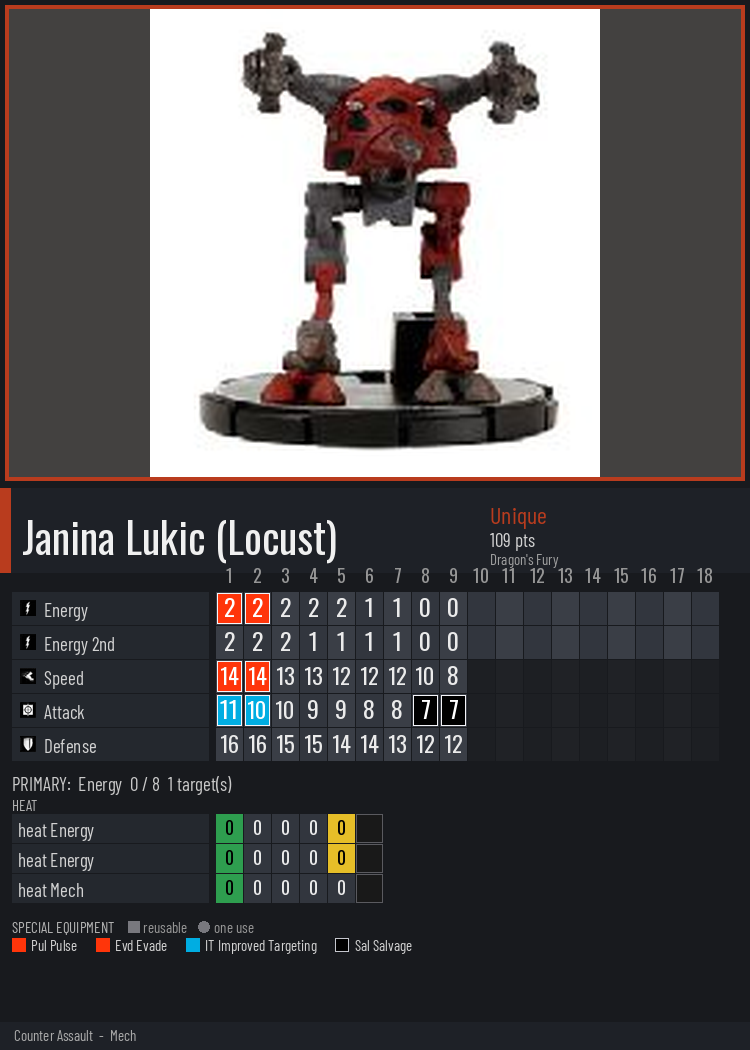 Janina Lukic (Locust)
Unique
109 pts
Dragon's Fury
1 2 3 4 5 6 7 8 9 10 11 12 13 14 15 16 17 18
Energy 2 2 2 2 2 1 1 0 0
Energy 2nd 2 2 2 1 1 1 1 0 0
Speed 14 14 13 13 12 12 12 10 8
Attack 11 10 10 9 9 8 8 7 7
Defense 16 16 15 15 14 14 13 12 12
PRIMARY: Energy 0 / 8 1 target(s)
HEAT
heat Energy 0 0 0 0 0
heat Energy 0 0 0 0 0
heat Mech 0 0 0 0 0
SPECIAL EQUIPMENT reusable one use
Pul Pulse Evd Evade IT Improved Targeting Sal Salvage
Counter Assault - Mech